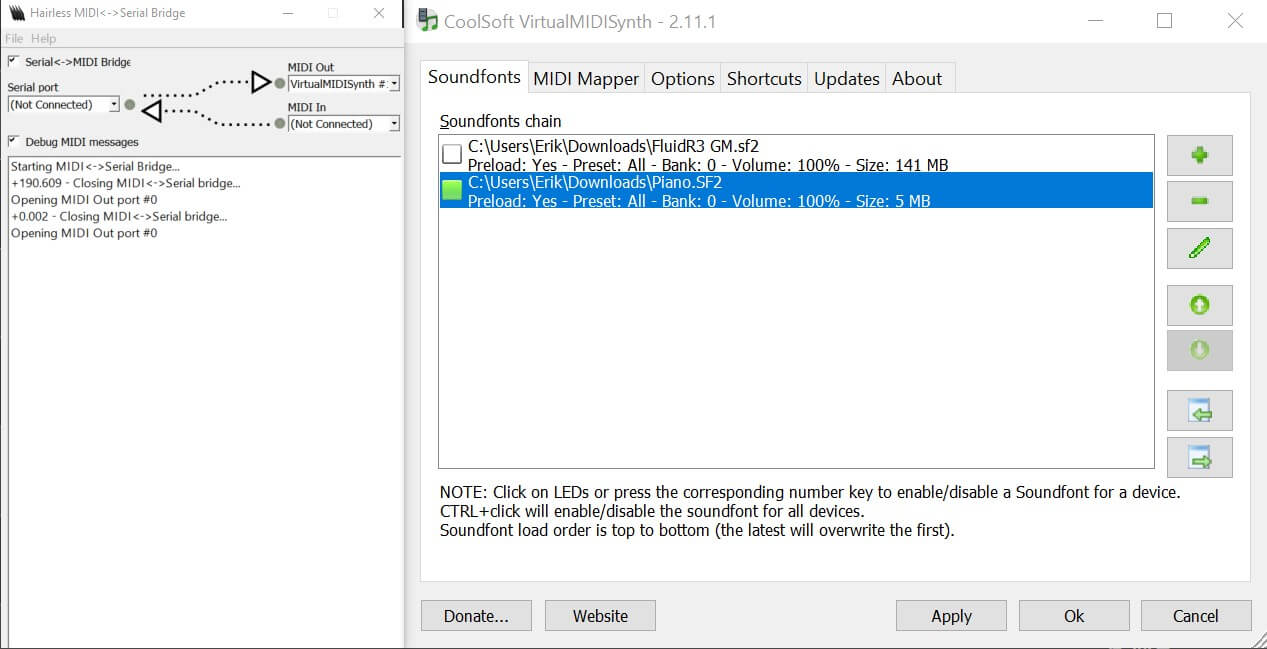 Hairless MIDI<->Serial Bridge
File Help
Serial<->MIDI Bridge
Serial port
(Not Connected)
MIDI Out
VirtualMIDISynth #
MIDI In
(Not Connected)
Debug MIDI messages
Starting MIDI<->Serial Bridge...
+190.609 - Closing MIDI<->Serial bridge...
Opening MIDI Out port #0
+0.002 - Closing MIDI<->Serial bridge...
Opening MIDI Out port #0
CoolSoft VirtualMIDISynth - 2.11.1
Soundfonts MIDI Mapper Options Shortcuts Updates About
Soundfonts chain
C:\Users\Erik\Downloads\FluidR3 GM.sf2
Preload: Yes - Preset: All - Bank: 0 - Volume: 100% - Size: 141 MB
C:\Users\Erik\Downloads\Piano.SF2
Preload: Yes - Preset: All - Bank: 0 - Volume: 100% - Size: 5 MB
NOTE: Click on LEDs or press the corresponding number key to enable/disable a Soundfont for a device.
CTRL+click will enable/disable the soundfont for all devices.
Soundfont load order is top to bottom (the latest will overwrite the first).
Donate... Website Apply Ok Cancel